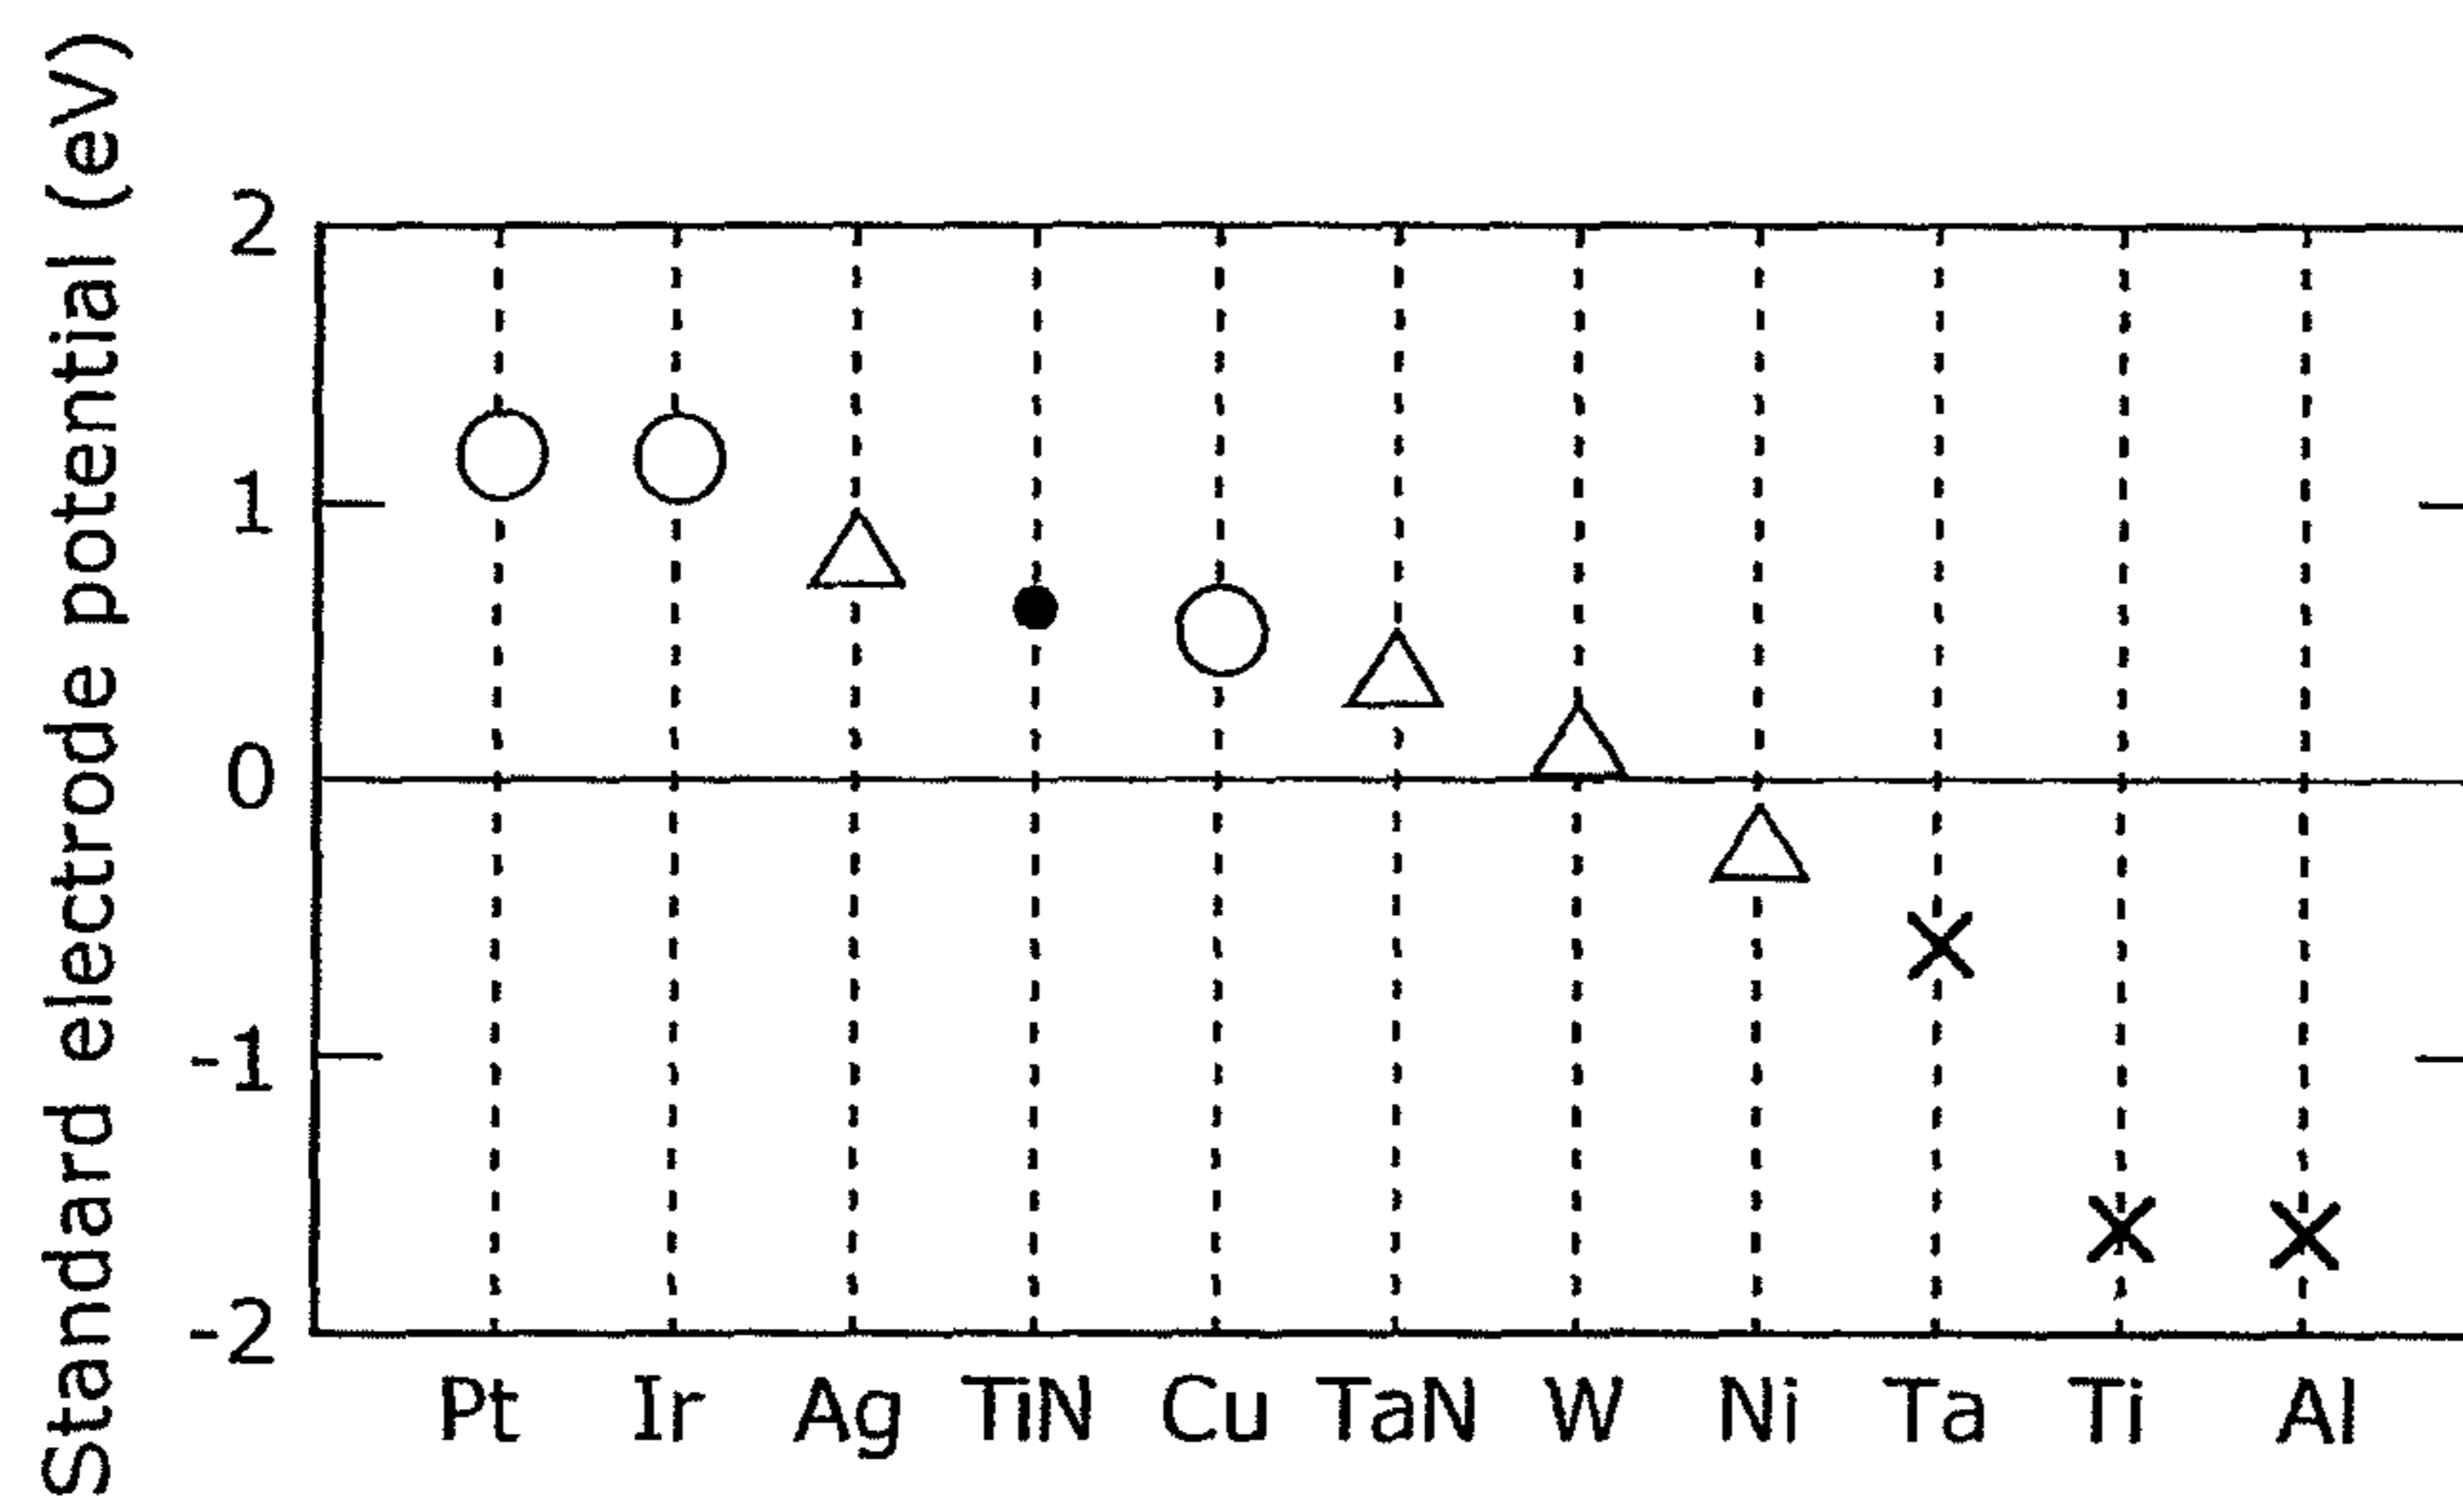 Standard electrode potential (eV)
2
1
0
-1
-2
Pt Ir Ag TiN Cu TaN W Ni Ta Ti Al